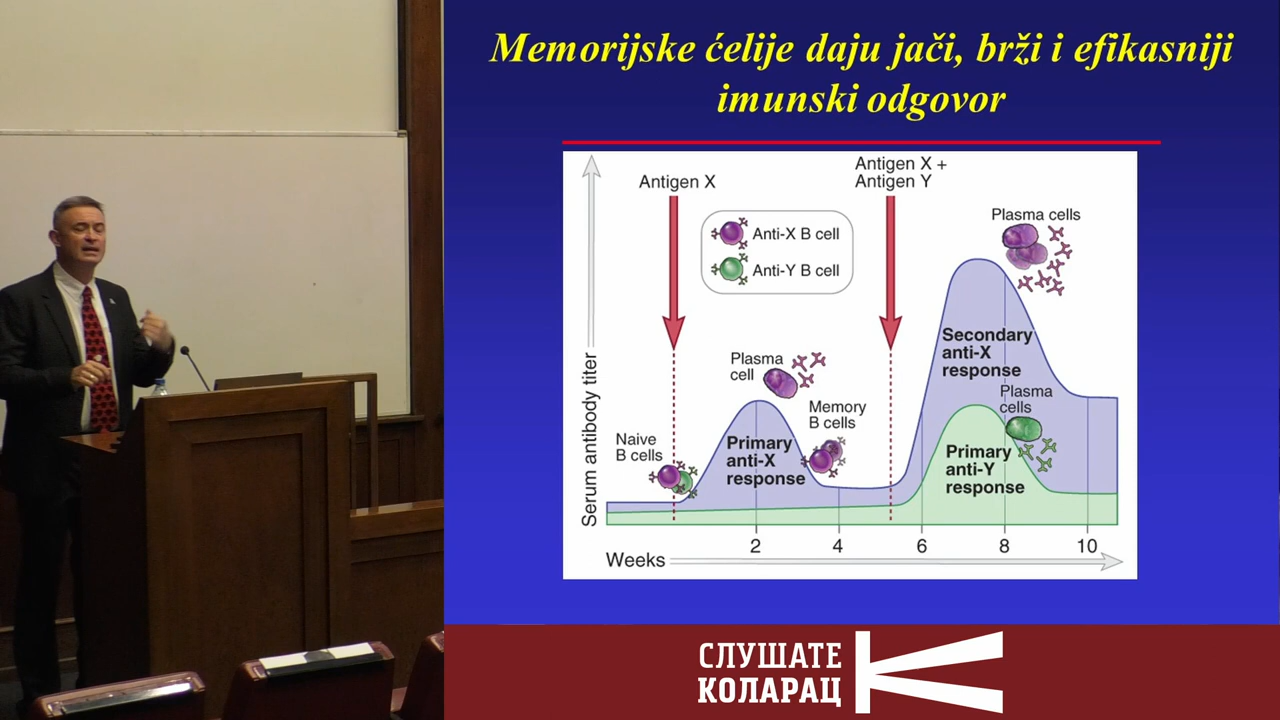 Memorijske ćelije daju jači, brži i efikasniji
imunski odgovor
Antigen X
Antigen X +
Antigen Y
Anti-X B cell
Anti-Y B cell
Plasma cells
Plasma
cell
Memory
B cells
Naive
B cells
Primary
anti-X
response
Secondary
anti-X
response
Plasma
cells
Primary
anti-Y
response
Serum antibody titer
2
4
6
8
10
Weeks
СЛУШАТЕ
КОЛАРАЦ